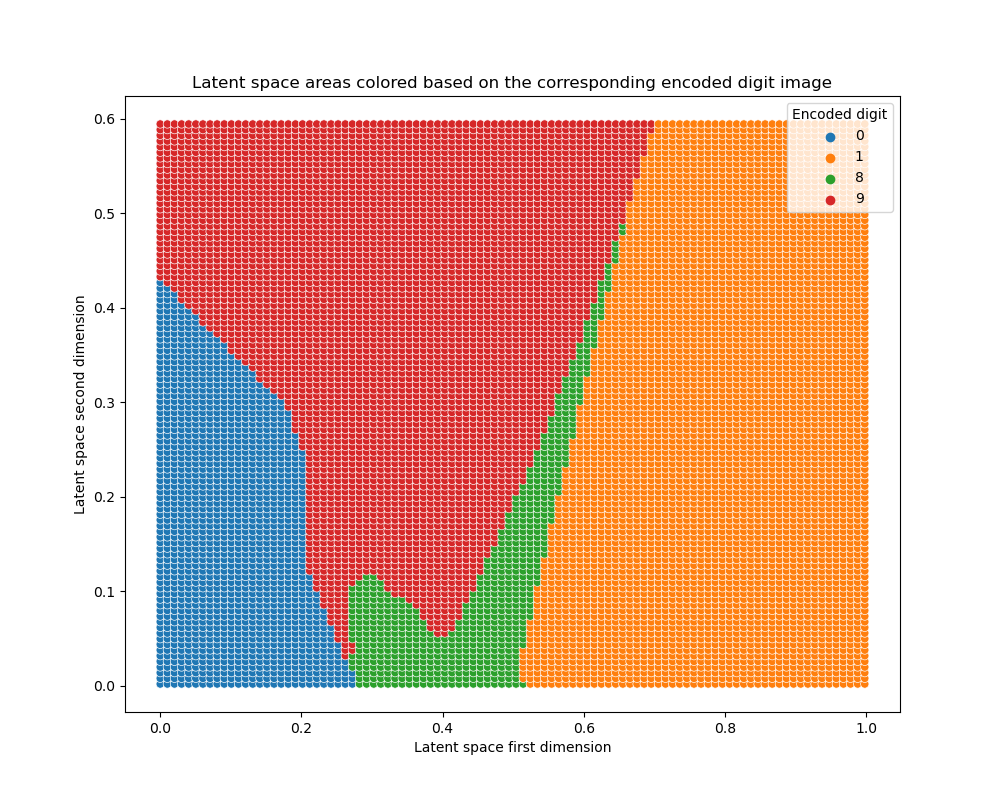 Latent space areas colored based on the corresponding encoded digit image
Encoded digit
0
1
8
9
0.6
0.5
0.4
0.3
0.2
0.1
0.0
Latent space second dimension
0.0 0.2 0.4 0.6 0.8 1.0
Latent space first dimension